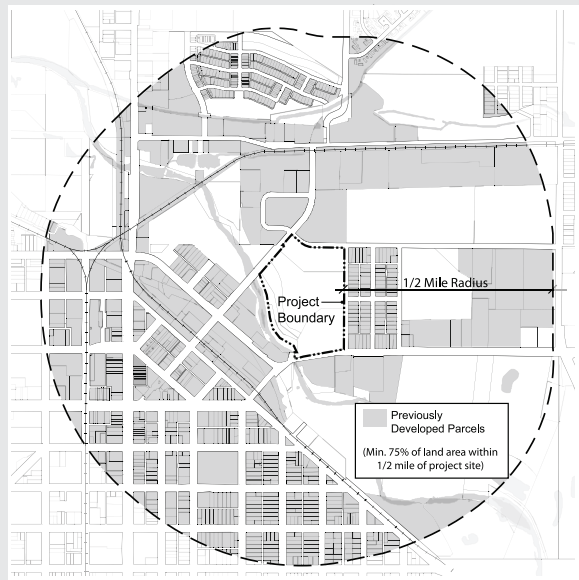 1/2 Mile Radius
Project
Boundary
Previously
Developed Parcels
(Min. 75% of land area within
1/2 mile of project site)